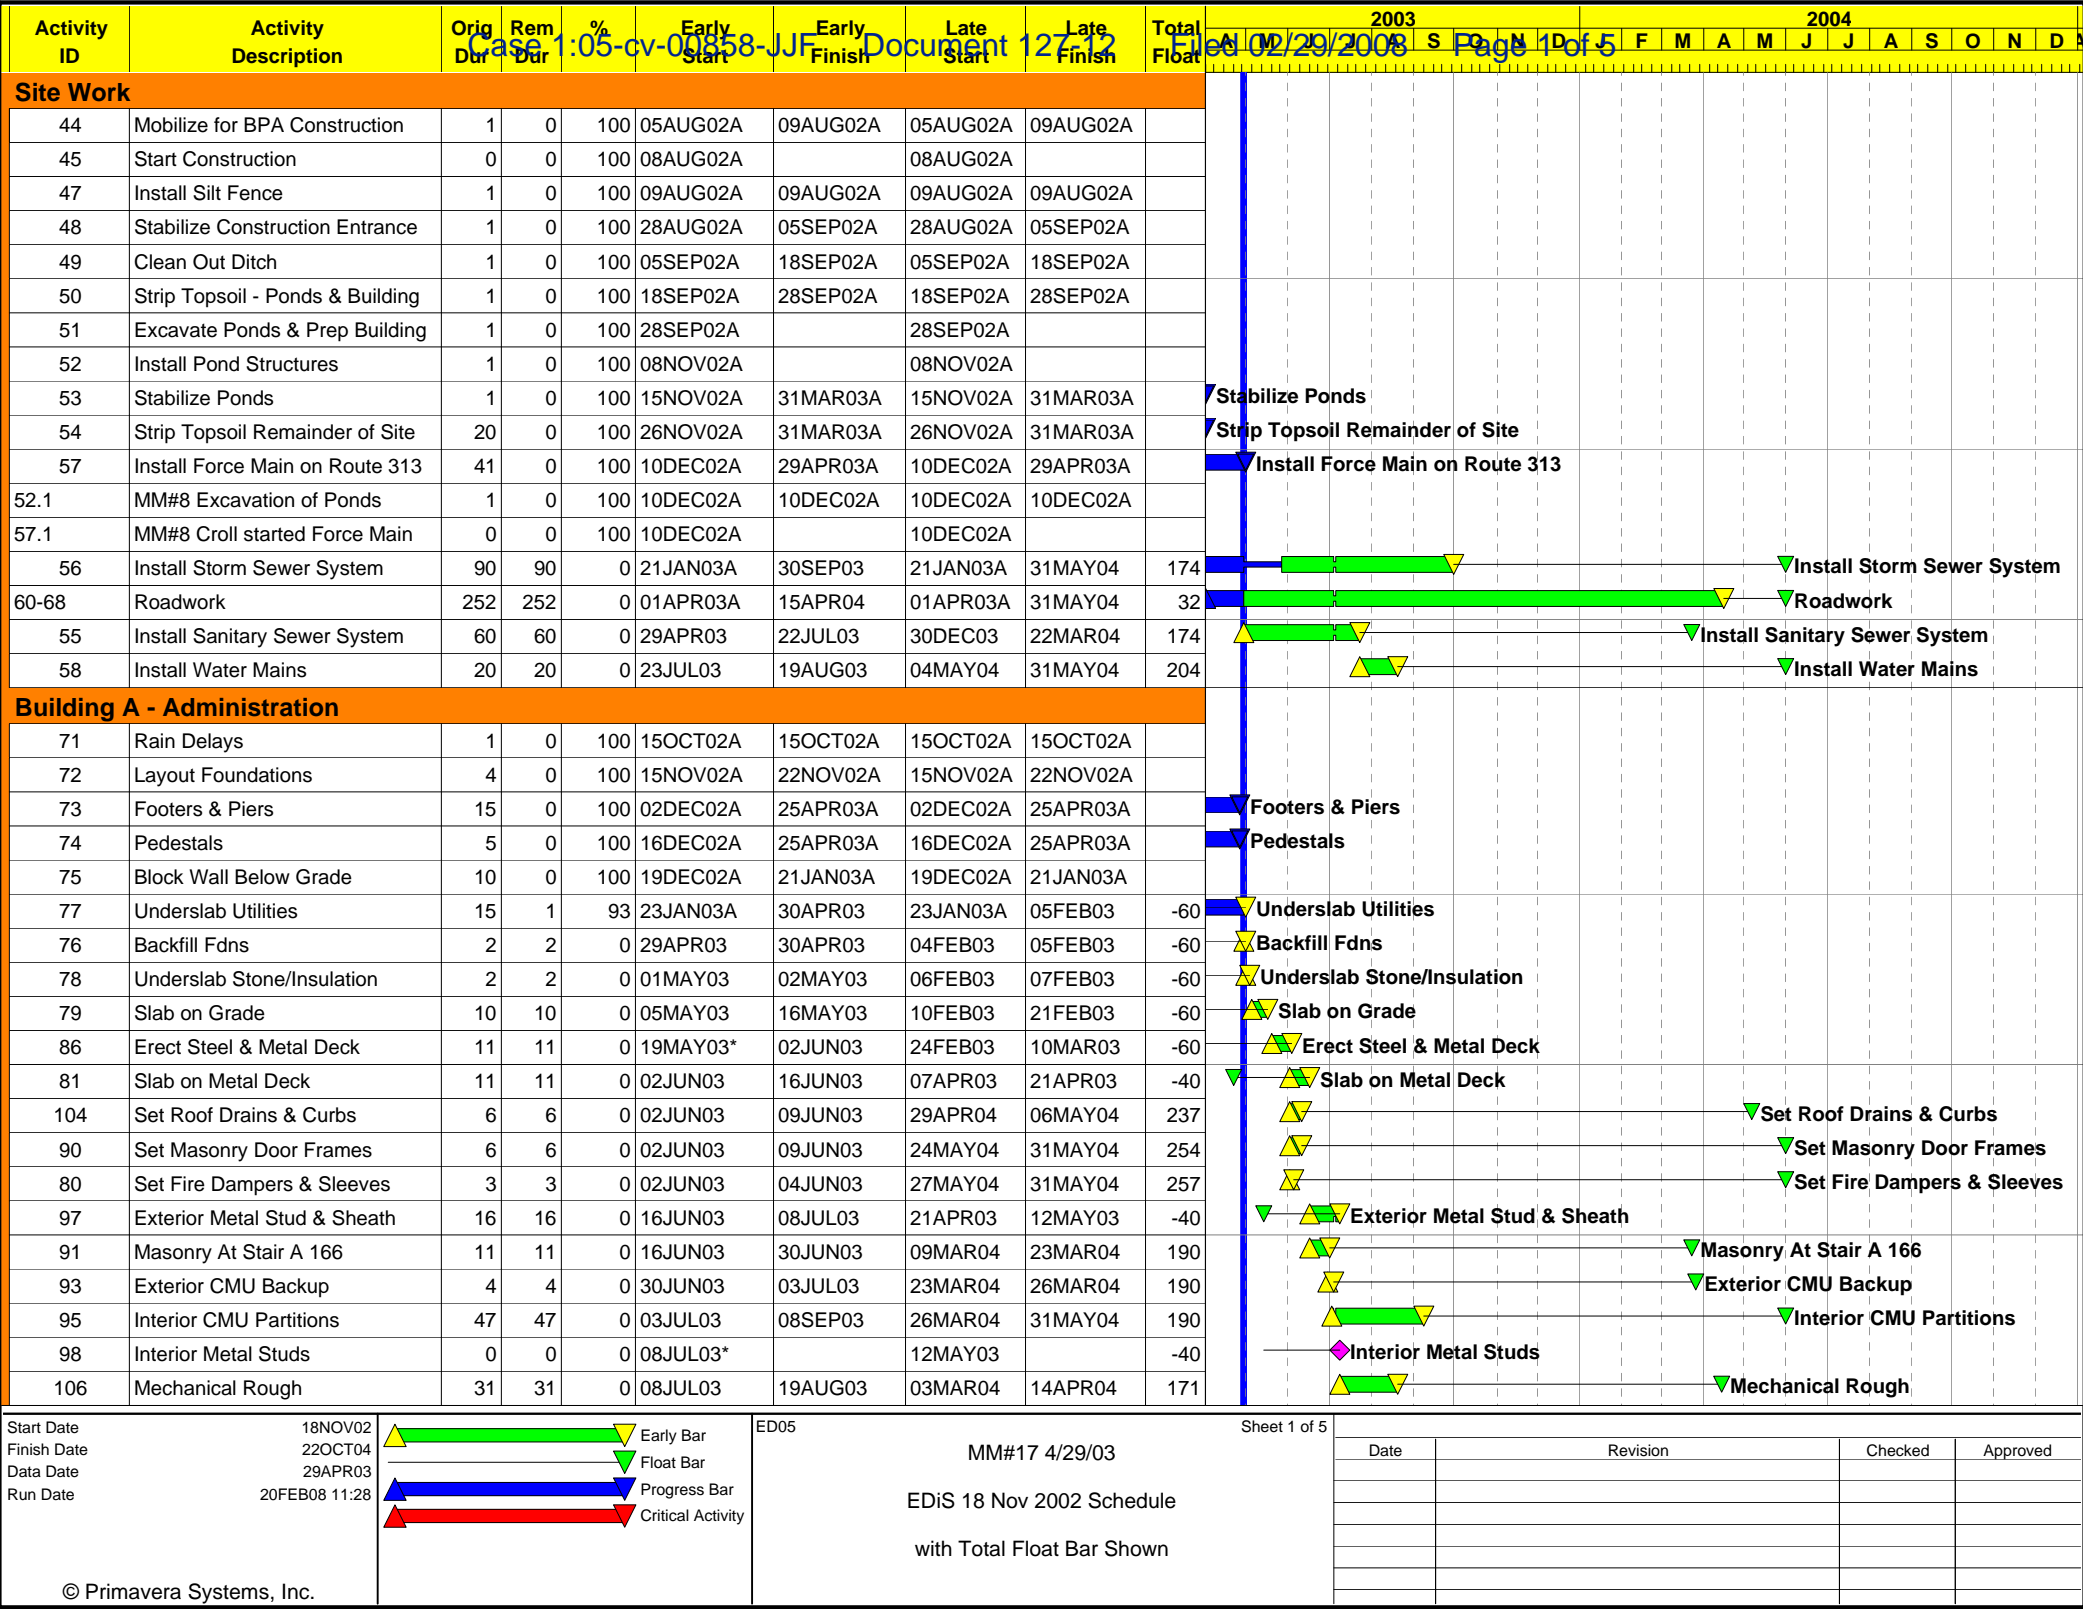 Case 1:05-cv-00858-JJF Document 127-12 Filed 02/29/2008 Page 1 of 5
Activity ID Activity Description Orig Dur Rem Dur % Early Start Early Finish Late Start Late Finish Total Float
2003 2004
A M J J A S O N D J F M A M J J A S O N D
Site Work
44 Mobilize for BPA Construction 1 0 100 05AUG02A 09AUG02A 05AUG02A 09AUG02A
45 Start Construction 0 0 100 08AUG02A 08AUG02A
47 Install Silt Fence 1 0 100 09AUG02A 09AUG02A 09AUG02A 09AUG02A
48 Stabilize Construction Entrance 1 0 100 28AUG02A 05SEP02A 28AUG02A 05SEP02A
49 Clean Out Ditch 1 0 100 05SEP02A 18SEP02A 05SEP02A 18SEP02A
50 Strip Topsoil - Ponds & Building 1 0 100 18SEP02A 28SEP02A 18SEP02A 28SEP02A
51 Excavate Ponds & Prep Building 1 0 100 28SEP02A 28SEP02A
52 Install Pond Structures 1 0 100 08NOV02A 08NOV02A
53 Stabilize Ponds 1 0 100 15NOV02A 31MAR03A 15NOV02A 31MAR03A Stabilize Ponds
54 Strip Topsoil Remainder of Site 20 0 100 26NOV02A 31MAR03A 26NOV02A 31MAR03A Strip Topsoil Remainder of Site
57 Install Force Main on Route 313 41 0 100 10DEC02A 29APR03A 10DEC02A 29APR03A Install Force Main on Route 313
52.1 MM#8 Excavation of Ponds 1 0 100 10DEC02A 10DEC02A 10DEC02A 10DEC02A
57.1 MM#8 Croll started Force Main 0 0 100 10DEC02A 10DEC02A
56 Install Storm Sewer System 90 90 0 21JAN03A 30SEP03 21JAN03A 31MAY04 174 Install Storm Sewer System
60-68 Roadwork 252 252 0 01APR03A 15APR04 01APR03A 31MAY04 32 Roadwork
55 Install Sanitary Sewer System 60 60 0 29APR03 22JUL03 30DEC03 22MAR04 174 Install Sanitary Sewer System
58 Install Water Mains 20 20 0 23JUL03 19AUG03 04MAY04 31MAY04 204 Install Water Mains
Building A - Administration
71 Rain Delays 1 0 100 15OCT02A 15OCT02A 15OCT02A 15OCT02A
72 Layout Foundations 4 0 100 15NOV02A 22NOV02A 15NOV02A 22NOV02A
73 Footers & Piers 15 0 100 02DEC02A 25APR03A 02DEC02A 25APR03A Footers & Piers
74 Pedestals 5 0 100 16DEC02A 25APR03A 16DEC02A 25APR03A Pedestals
75 Block Wall Below Grade 10 0 100 19DEC02A 21JAN03A 19DEC02A 21JAN03A
77 Underslab Utilities 15 1 93 23JAN03A 30APR03 23JAN03A 05FEB03 -60 Underslab Utilities
76 Backfill Fdns 2 2 0 29APR03 30APR03 04FEB03 05FEB03 -60 Backfill Fdns
78 Underslab Stone/Insulation 2 2 0 01MAY03 02MAY03 06FEB03 07FEB03 -60 Underslab Stone/Insulation
79 Slab on Grade 10 10 0 05MAY03 16MAY03 10FEB03 21FEB03 -60 Slab on Grade
86 Erect Steel & Metal Deck 11 11 0 19MAY03* 02JUN03 24FEB03 10MAR03 -60 Erect Steel & Metal Deck
81 Slab on Metal Deck 11 11 0 02JUN03 16JUN03 07APR03 21APR03 -40 Slab on Metal Deck
104 Set Roof Drains & Curbs 6 6 0 02JUN03 09JUN03 29APR04 06MAY04 237 Set Roof Drains & Curbs
90 Set Masonry Door Frames 6 6 0 02JUN03 09JUN03 24MAY04 31MAY04 254 Set Masonry Door Frames
80 Set Fire Dampers & Sleeves 3 3 0 02JUN03 04JUN03 27MAY04 31MAY04 257 Set Fire Dampers & Sleeves
97 Exterior Metal Stud & Sheath 16 16 0 16JUN03 08JUL03 21APR03 12MAY03 -40 Exterior Metal Stud & Sheath
91 Masonry At Stair A 166 11 11 0 16JUN03 30JUN03 09MAR04 23MAR04 190 Masonry At Stair A 166
93 Exterior CMU Backup 4 4 0 30JUN03 03JUL03 23MAR04 26MAR04 190 Exterior CMU Backup
95 Interior CMU Partitions 47 47 0 03JUL03 08SEP03 26MAR04 31MAY04 190 Interior CMU Partitions
98 Interior Metal Studs 0 0 0 08JUL03* 12MAY03 -40 Interior Metal Studs
106 Mechanical Rough 31 31 0 08JUL03 19AUG03 03MAR04 14APR04 171 Mechanical Rough
Start Date 18NOV02
Finish Date 22OCT04
Data Date 29APR03
Run Date 20FEB08 11:28
© Primavera Systems, Inc.
Early Bar
Float Bar
Progress Bar
Critical Activity
ED05
MM#17 4/29/03
EDiS 18 Nov 2002 Schedule
with Total Float Bar Shown
Sheet 1 of 5
Date Revision Checked Approved